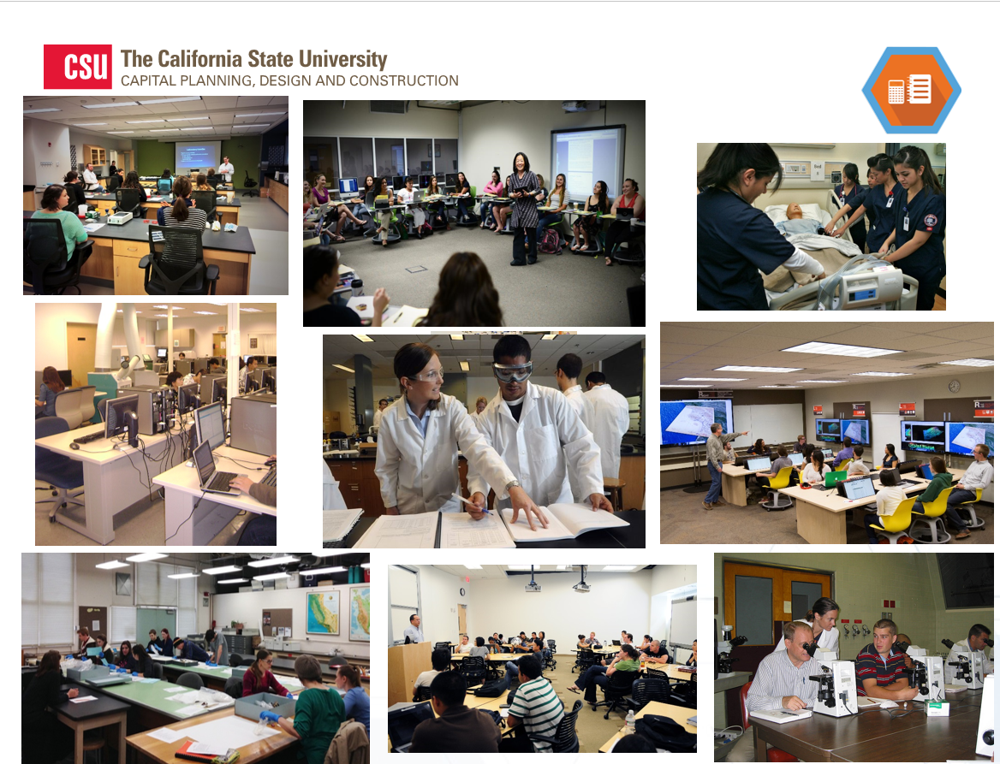 CSU The California State University
CAPITAL PLANNING, DESIGN AND CONSTRUCTION